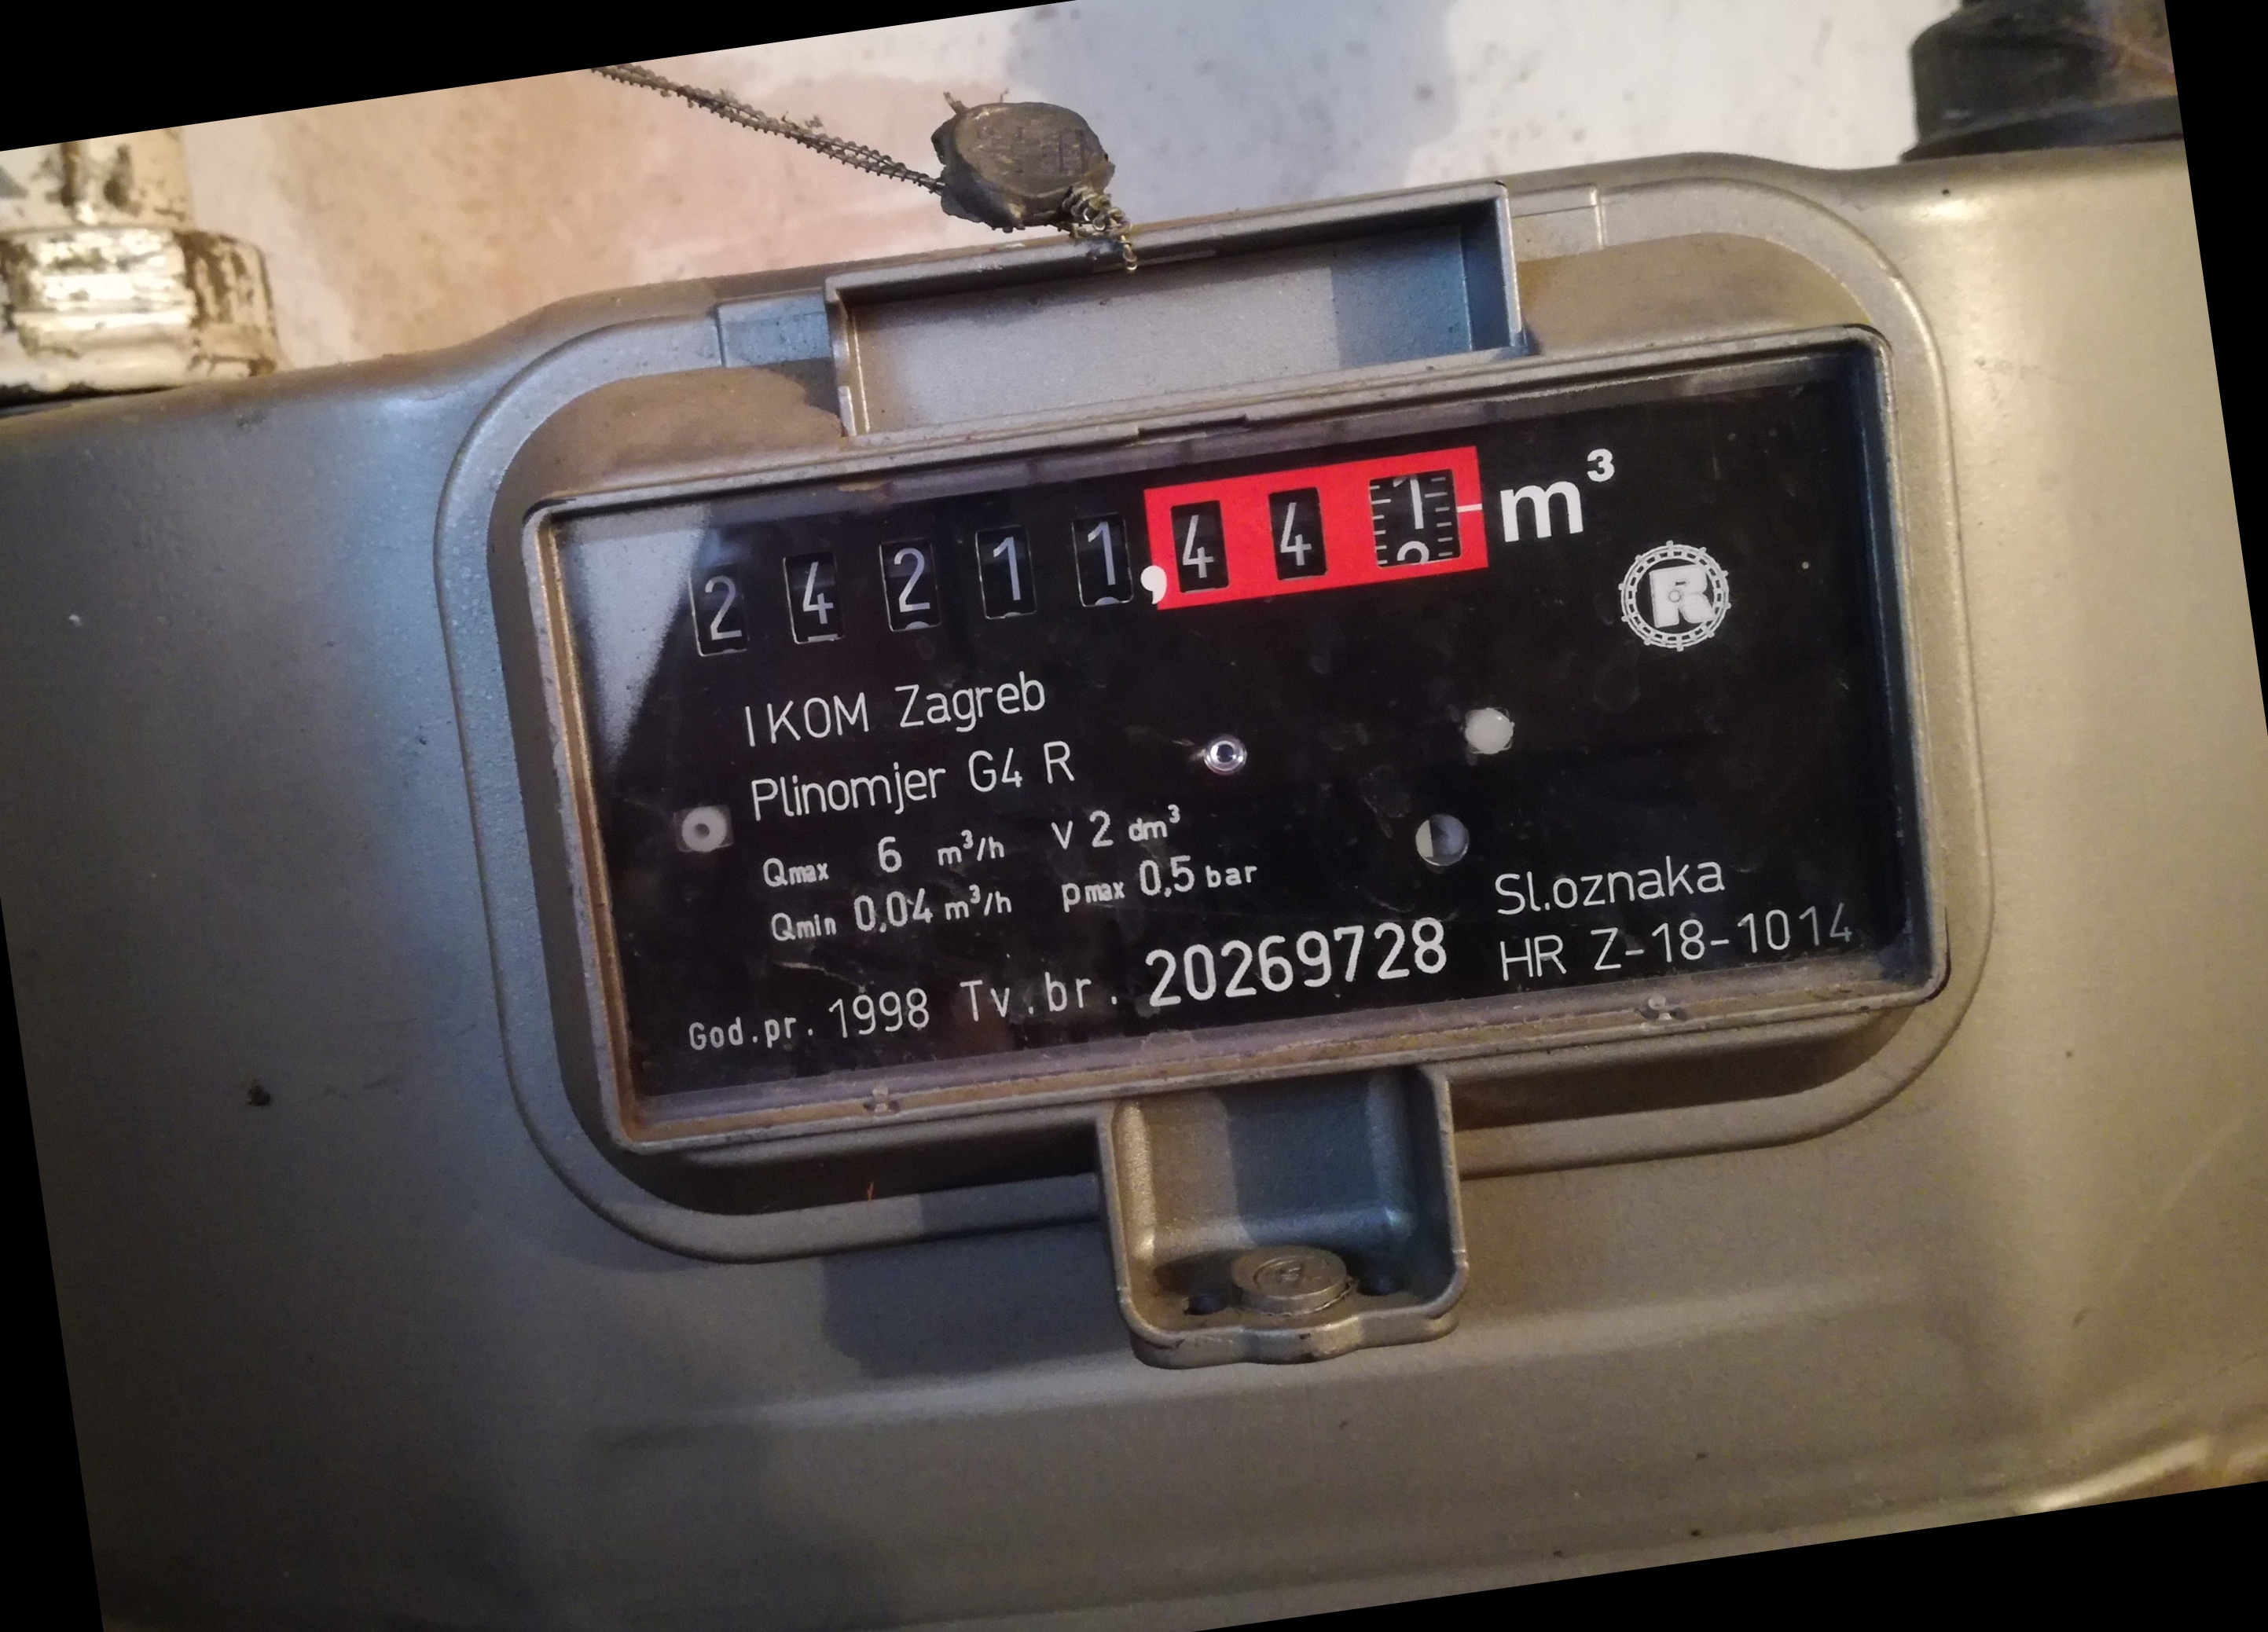 24211,441 m³
R
IKOM Zagreb
Plinomjer G4 R
Qmax 6 m³/h V 2 dm³
Qmin 0,04 m³/h pmax 0,5 bar
Sl.oznaka
HR Z-18-1014
God.pr. 1998 Tv.br. 20269728